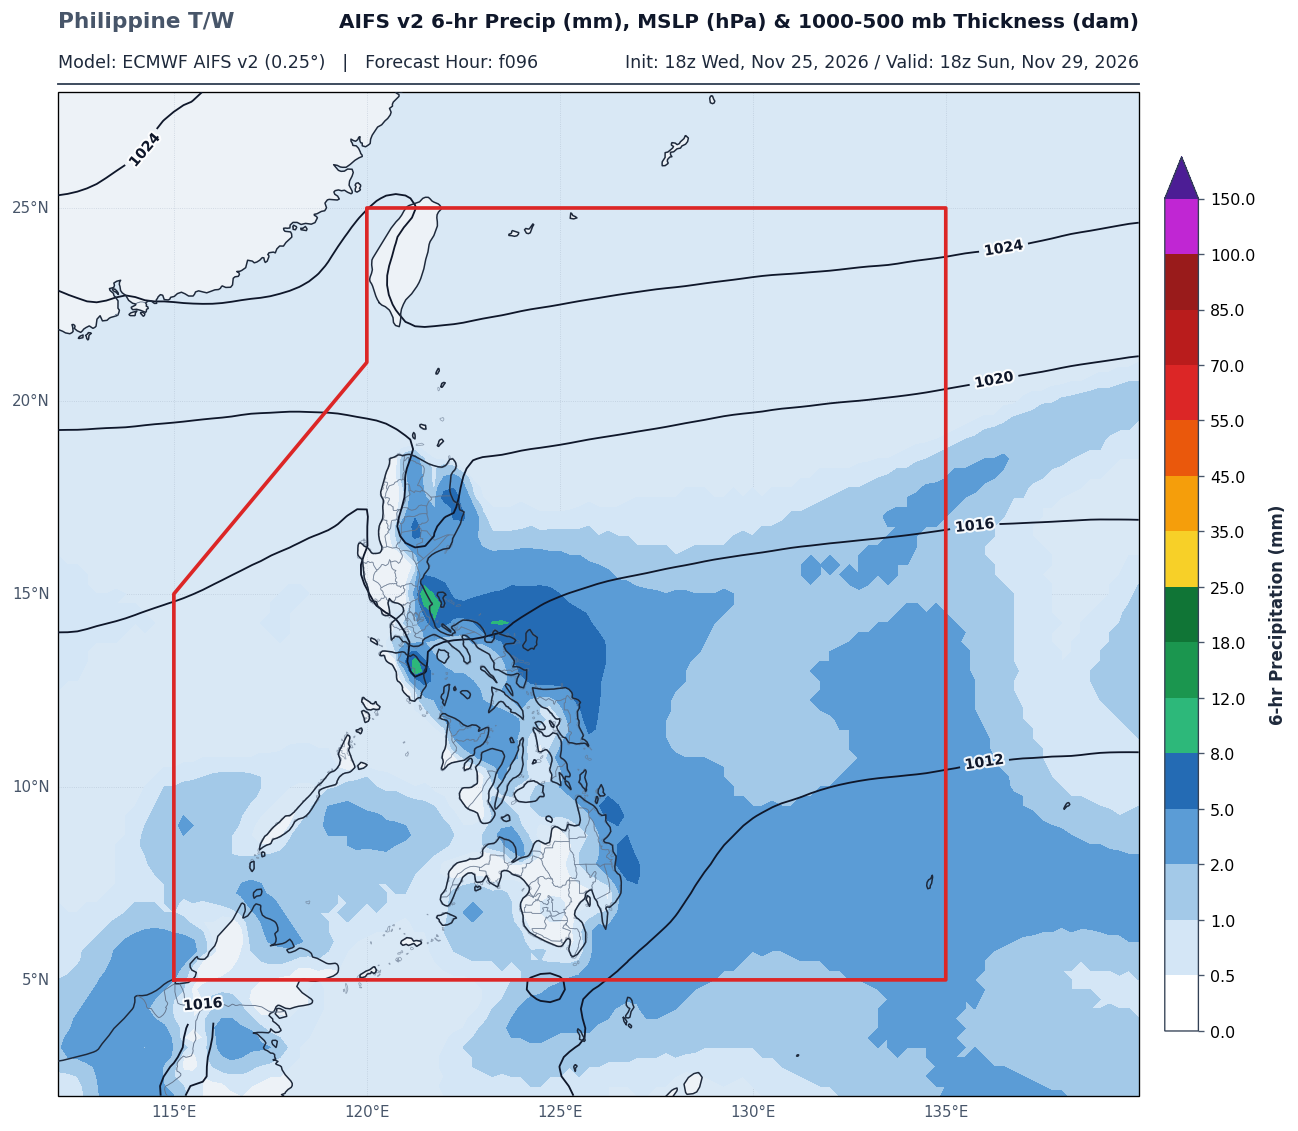 Philippine T/W
AIFS v2 6-hr Precip (mm), MSLP (hPa) & 1000-500 mb Thickness (dam)
Model: ECMWF AIFS v2 (0.25°) | Forecast Hour: f096
Init: 18z Wed, Nov 25, 2026 / Valid: 18z Sun, Nov 29, 2026
1024
1024
1020
1016
1012
1016
25°N
20°N
15°N
10°N
5°N
115°E
120°E
125°E
130°E
135°E
150.0
100.0
85.0
70.0
55.0
45.0
35.0
25.0
18.0
12.0
8.0
5.0
2.0
1.0
0.5
0.0
6-hr Precipitation (mm)